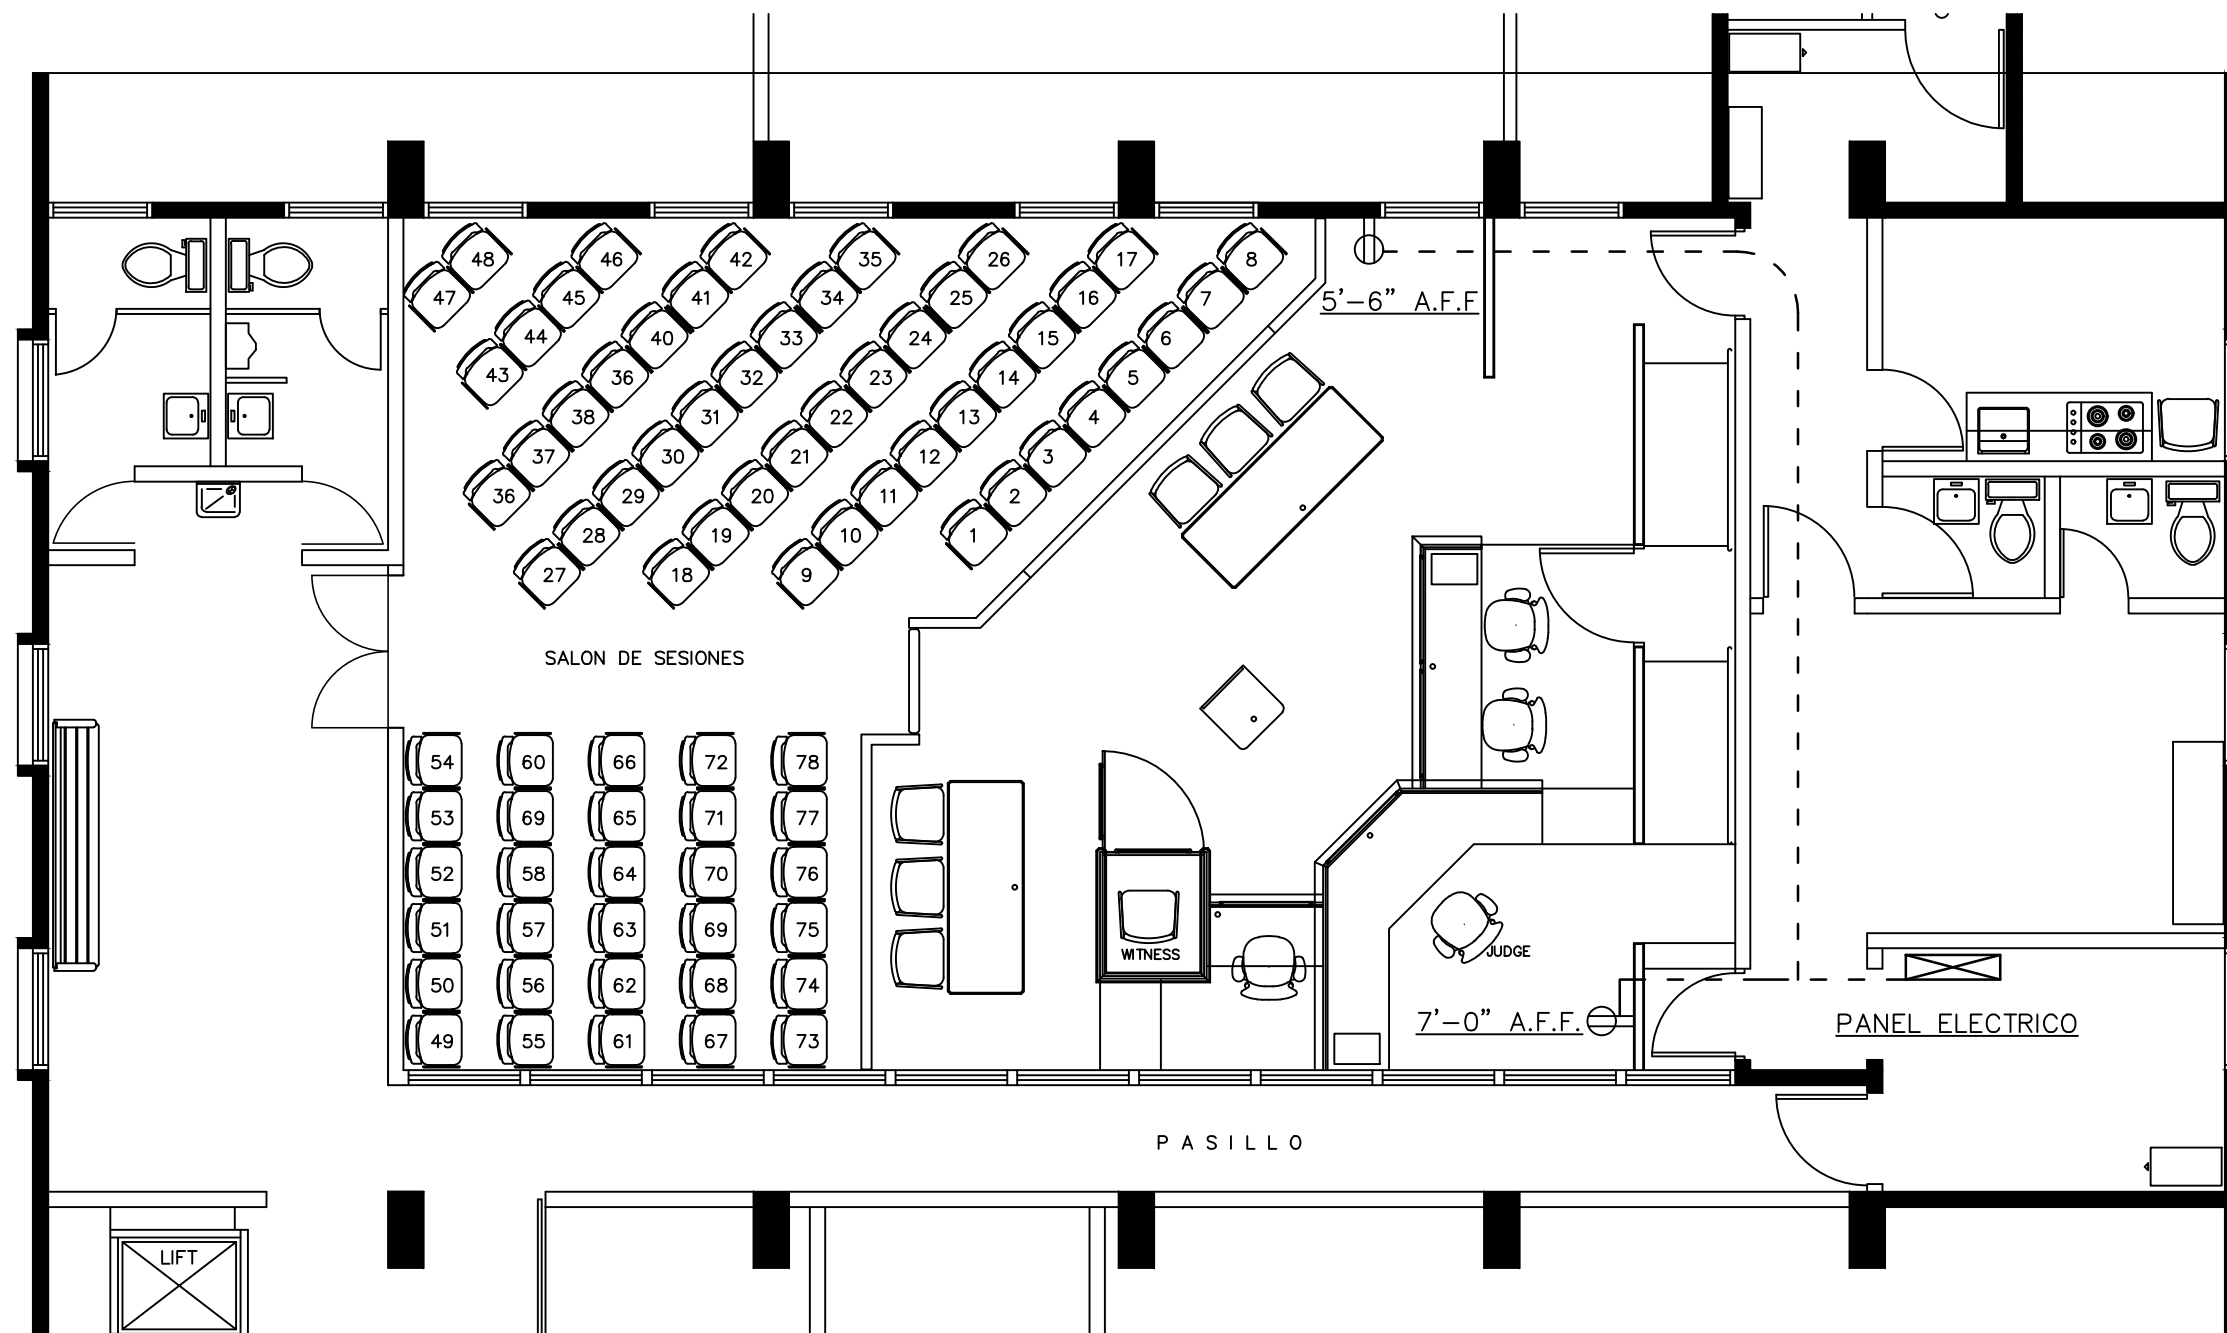 48 46 42 35 26 17 8
47 45 41 34 25 16 7
44 40 33 24 15 6
43 36 32 23 14 5
38 31 22 13 4
37 30 21 12 3
36 29 20 11 2
28 19 10 1
27 18 9
5'-6" A.F.F
SALON DE SESIONES
54 60 66 72 78
53 69 65 71 77
52 58 64 70 76
51 57 63 69 75
50 56 62 68 74
49 55 61 67 73
WITNESS
JUDGE
7'-0" A.F.F.
PANEL ELECTRICO
PASILLO
LIFT